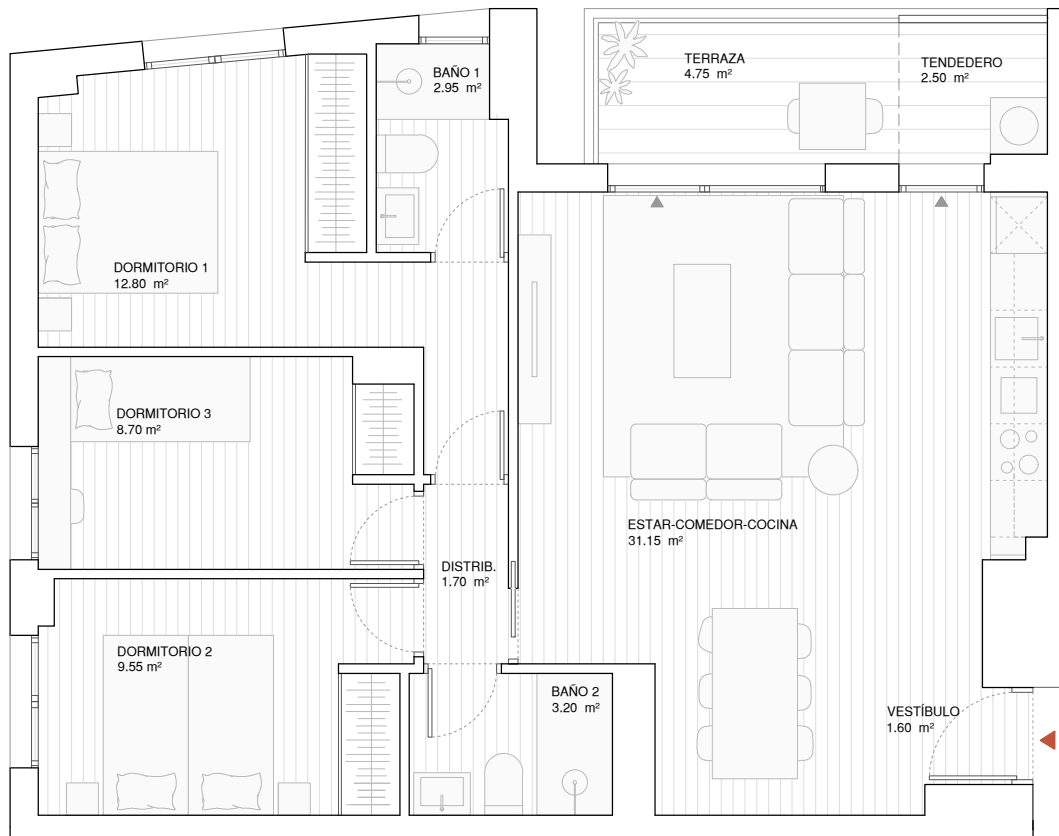 BAÑO 1
2.95 m²
TERRAZA
4.75 m²
TENDEDERO
2.50 m²
DORMITORIO 1
12.80 m²
DORMITORIO 3
8.70 m²
ESTAR-COMEDOR-COCINA
31.15 m²
DISTRIB.
1.70 m²
DORMITORIO 2
9.55 m²
BAÑO 2
3.20 m²
VESTÍBULO
1.60 m²